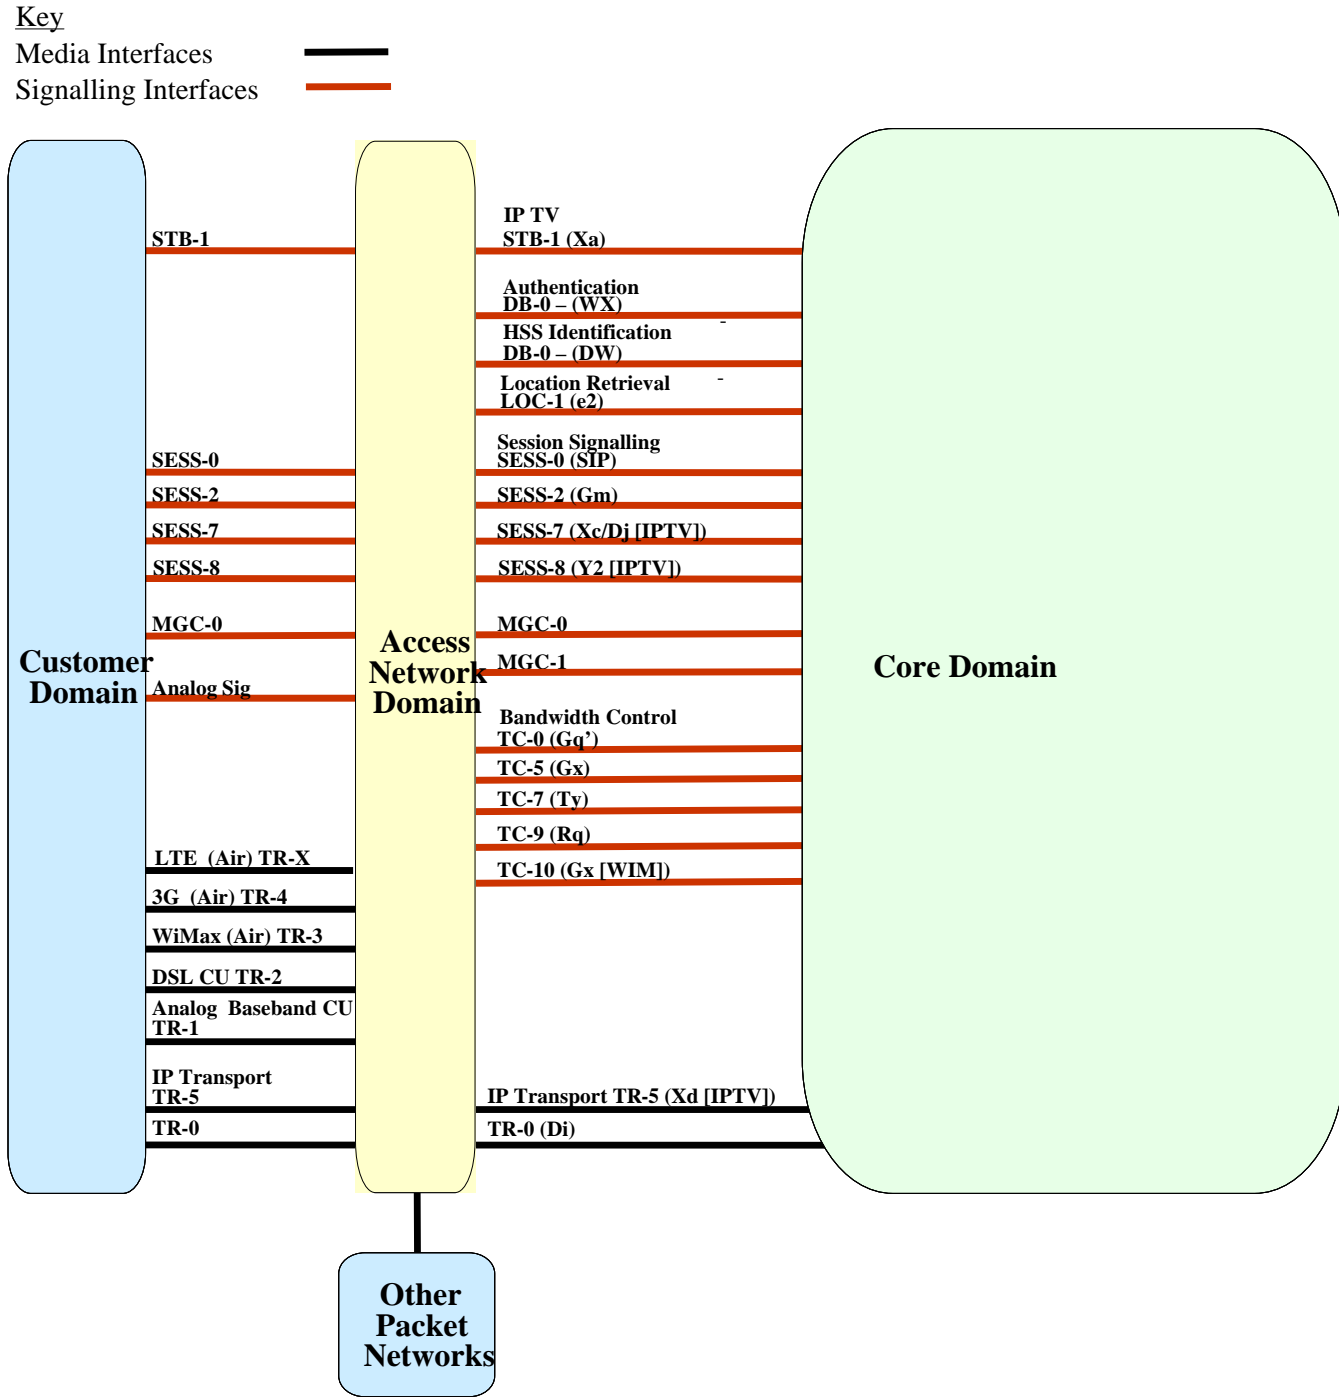 Key
Media Interfaces
Signalling Interfaces
IP TV
STB-1
STB-1 (Xa)
Authentication
DB-0 – (WX)
-
HSS Identification
DB-0 – (DW)
Location Retrieval
-
LOC-1 (e2)
Session Signalling
SESS-0
SESS-0 (SIP)
SESS-2
SESS-2 (Gm)
SESS-7
SESS-7 (Xc/Dj [IPTV])
SESS-8
SESS-8 (Y2 [IPTV])
MGC-0
MGC-0
MGC-1
Customer
Domain
Access
Network
Domain
Core Domain
Analog Sig
Bandwidth Control
TC-0 (Gq’)
TC-5 (Gx)
TC-7 (Ty)
TC-9 (Rq)
TC-10 (Gx [WIM])
LTE (Air) TR-X
3G (Air) TR-4
WiMax (Air) TR-3
DSL CU TR-2
Analog Baseband CU
TR-1
IP Transport
TR-5
IP Transport TR-5 (Xd [IPTV])
TR-0
TR-0 (Di)
Other
Packet
Networks